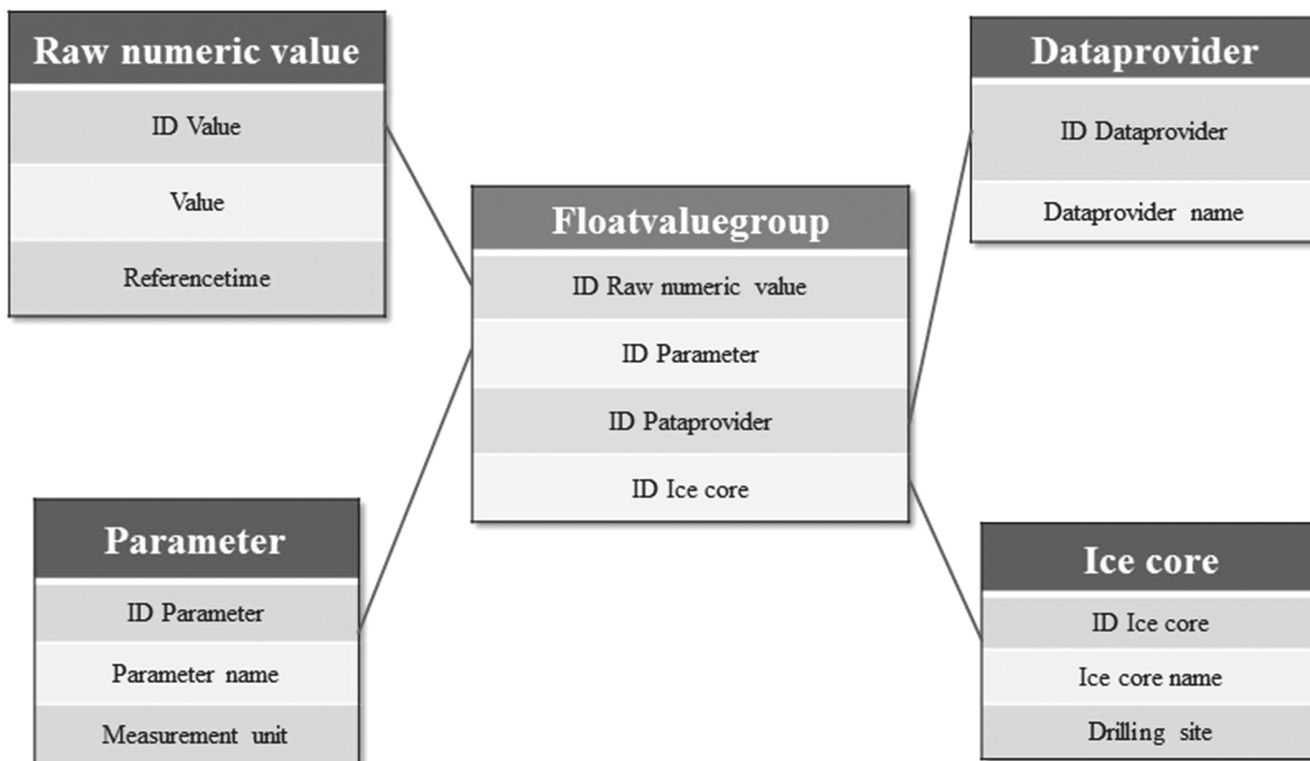 Raw numeric value
ID Value
Value
Referencetime
Dataprovider
ID Dataprovider
Dataprovider name
Floatvaluegroup
ID Raw numeric value
ID Parameter
ID Pataprovider
ID Ice core
Parameter
ID Parameter
Parameter name
Measurement unit
Ice core
ID Ice core
Ice core name
Drilling site